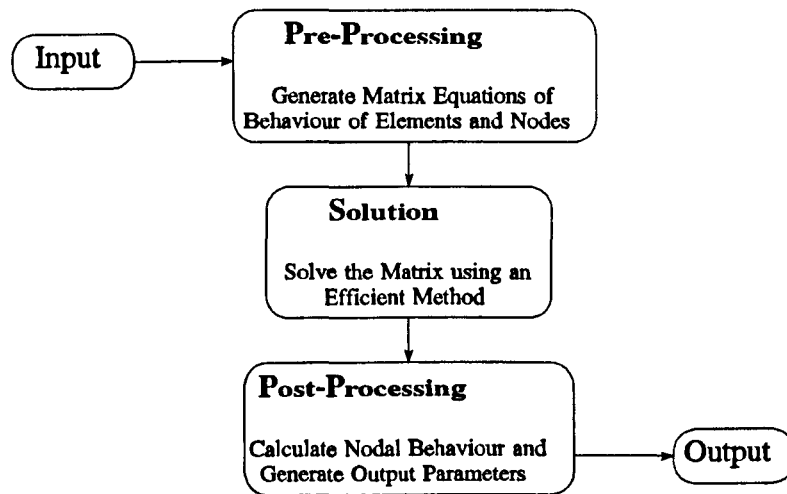 Input
Pre-Processing
Generate Matrix Equations of
Behaviour of Elements and Nodes
Solution
Solve the Matrix using an
Efficient Method
Post-Processing
Calculate Nodal Behaviour and
Generate Output Parameters
Output